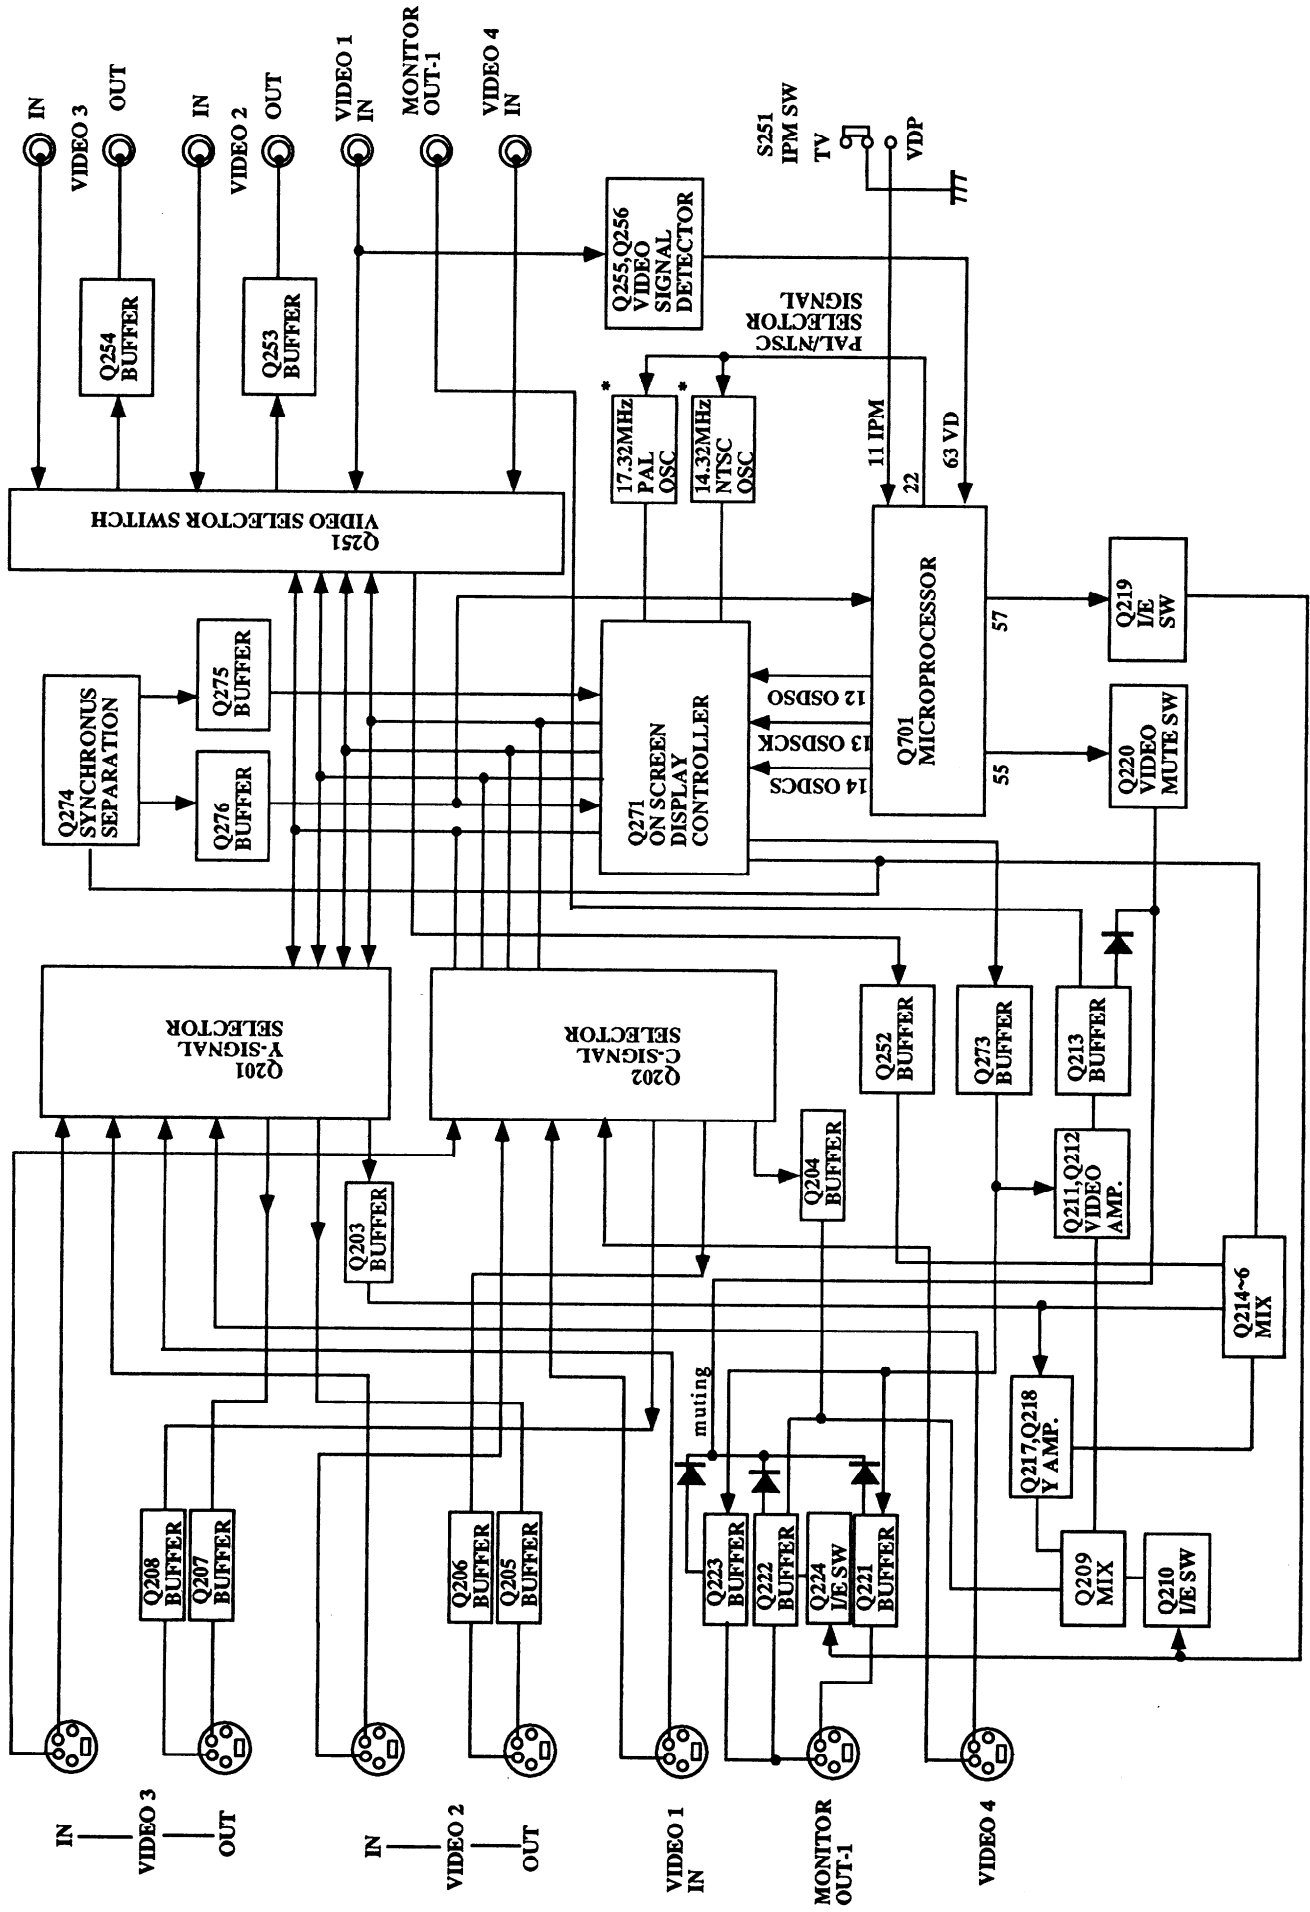 IN
VIDEO 3
OUT
IN
VIDEO 2
OUT
VIDEO 1
IN
MONITOR
OUT-1
VIDEO 4
IN
Q254
BUFFER
Q253
BUFFER
Q251
VIDEO SELECTOR SWITCH
Q255,Q256
VIDEO
SIGNAL
DETECTOR
S251
IPM SW
TV
VDP
PAL/NTSC
SELECTOR
SIGNAL
*
17.32MHz
PAL
OSC
*
14.32MHz
NTSC
OSC
11 IPM
22
63 VD
Q274
SYNCHRONUS
SEPARATION
Q275
BUFFER
Q276
BUFFER
Q271
ON SCREEN
DISPLAY
CONTROLLER
12 OSDSO
13 OSDSCK
14 OSDCS
Q701
MICROPROCESSOR
57
55
Q219
I/E
SW
Q220
VIDEO
MUTE SW
Q201
Y-SIGNAL
SELECTOR
Q202
C-SIGNAL
SELECTOR
Q252
BUFFER
Q273
BUFFER
Q213
BUFFER
Q203
BUFFER
Q204
BUFFER
Q211,Q212
VIDEO
AMP.
Q214~6
MIX
muting
Q217,Q218
Y AMP.
Q208
BUFFER
Q207
BUFFER
Q206
BUFFER
Q205
BUFFER
Q223
BUFFER
Q222
BUFFER
Q224
I/E SW
Q221
BUFFER
Q209
MIX
Q210
I/E SW
IN
VIDEO 3
OUT
IN
VIDEO 2
OUT
VIDEO 1
IN
MONITOR
OUT-1
VIDEO 4